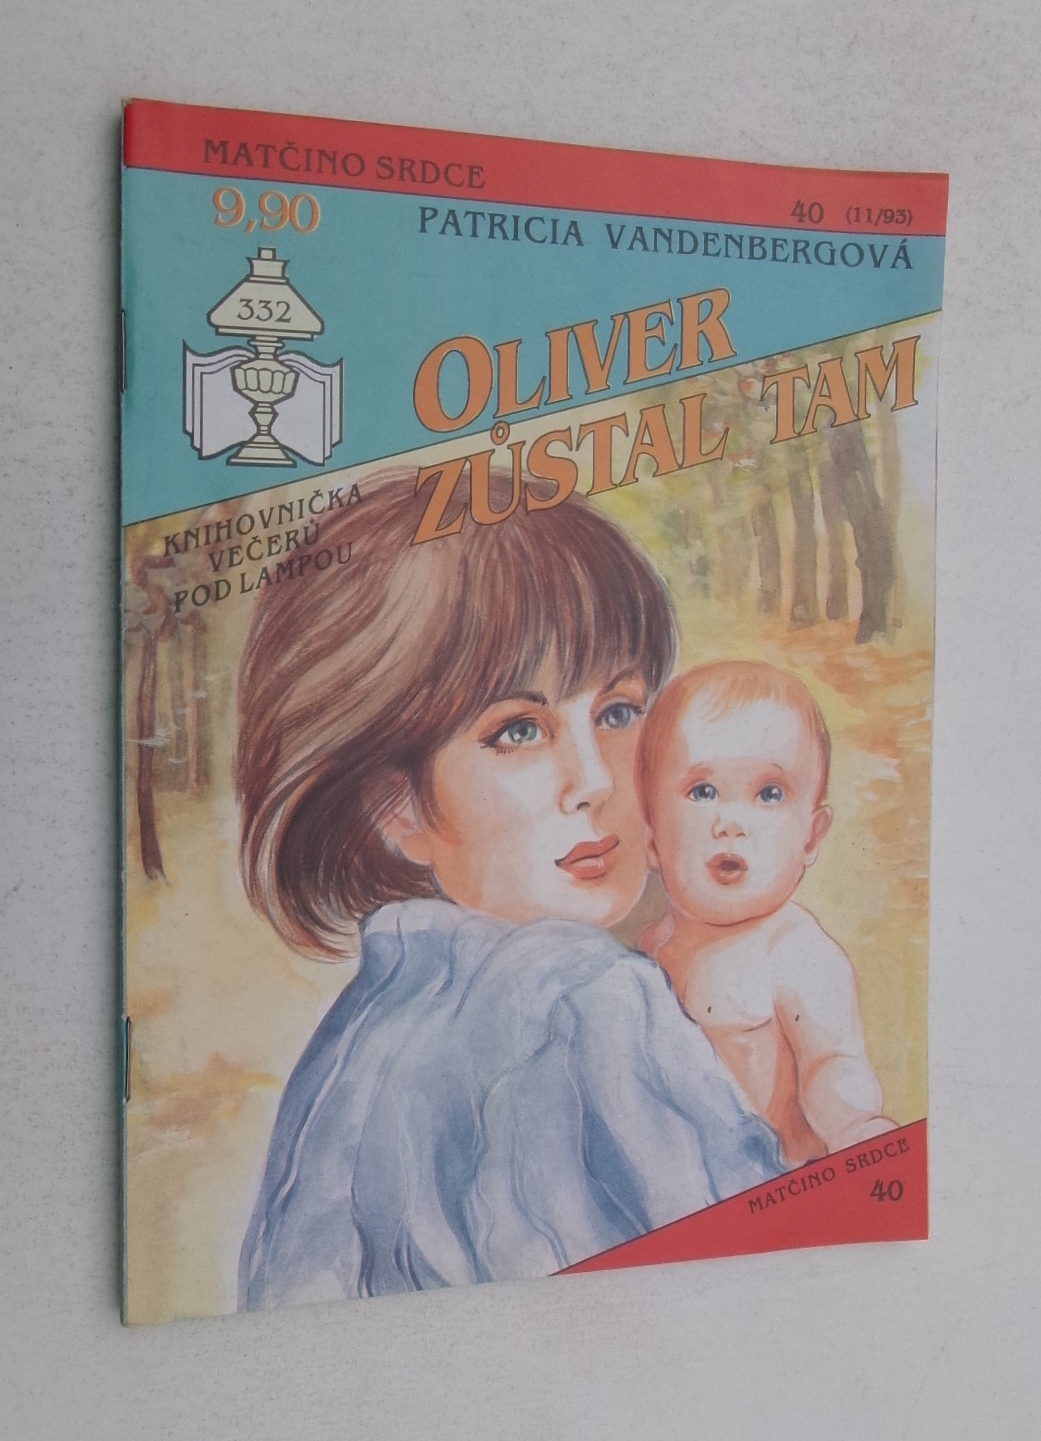 MATČINO SRDCE
40 (11/93)
9,90
PATRICIA VANDENBERGOVÁ
332
OLIVER
ZŮSTAL TAM
KNIHOVNIČKA
VEČERŮ
POD LAMPOU
MATČINO SRDCE
40